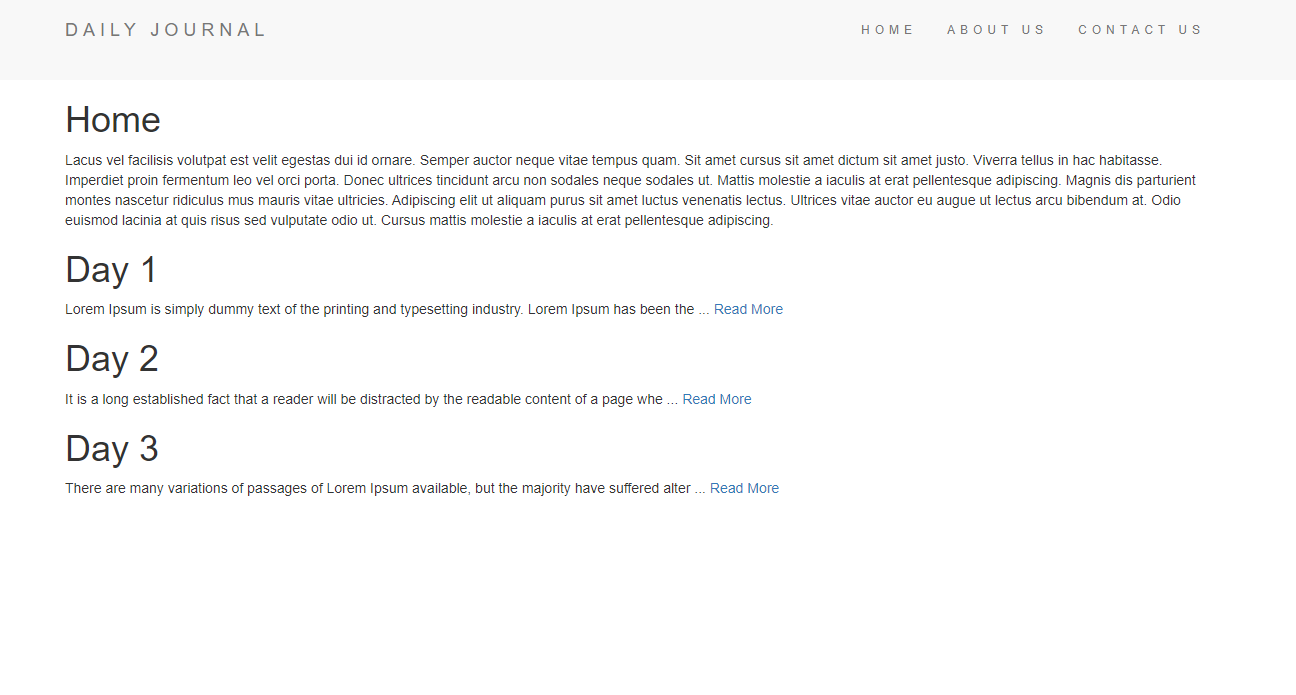 DAILY JOURNAL
HOME ABOUT US CONTACT US
Home
Lacus vel facilisis volutpat est velit egestas dui id ornare. Semper auctor neque vitae tempus quam. Sit amet cursus sit amet dictum sit amet justo. Viverra tellus in hac habitasse.
Imperdiet proin fermentum leo vel orci porta. Donec ultrices tincidunt arcu non sodales neque sodales ut. Mattis molestie a iaculis at erat pellentesque adipiscing. Magnis dis parturient
montes nascetur ridiculus mus mauris vitae ultricies. Adipiscing elit ut aliquam purus sit amet luctus venenatis lectus. Ultrices vitae auctor eu augue ut lectus arcu bibendum at. Odio
euismod lacinia at quis risus sed vulputate odio ut. Cursus mattis molestie a iaculis at erat pellentesque adipiscing.
Day 1
Lorem Ipsum is simply dummy text of the printing and typesetting industry. Lorem Ipsum has been the ... Read More
Day 2
It is a long established fact that a reader will be distracted by the readable content of a page whe ... Read More
Day 3
There are many variations of passages of Lorem Ipsum available, but the majority have suffered alter ... Read More